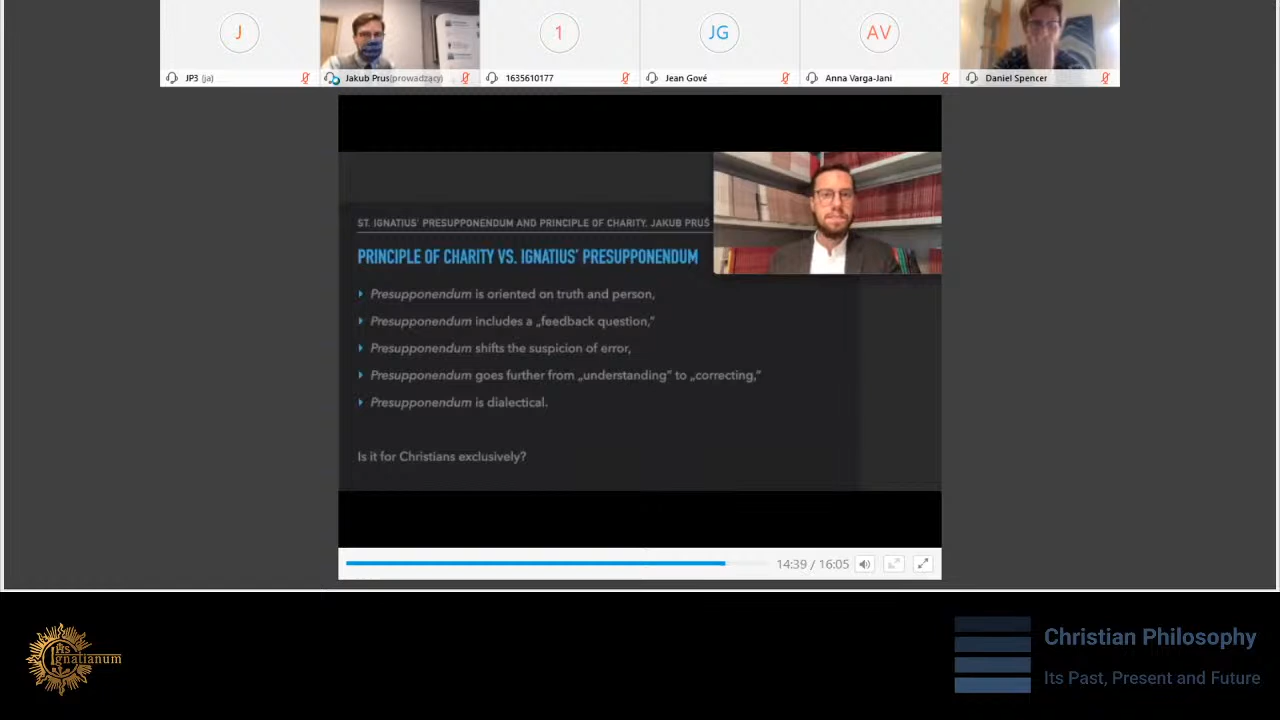 J
1
JG
AV
JP3 (ja)
Jakub Prus(prowadzący)
1635610177
Jean Gové
Anna Varga-Jani
Daniel Spencer
ST. IGNATIUS' PRESUPPONENDUM AND PRINCIPLE OF CHARITY. JAKUB PRUŚ
PRINCIPLE OF CHARITY VS. IGNATIUS' PRESUPPONENDUM
Presupponendum is oriented on truth and person,
Presupponendum includes a „feedback question,”
Presupponendum shifts the suspicion of error,
Presupponendum goes further from „understanding” to „correcting,”
Presupponendum is dialectical.
Is it for Christians exclusively?
14:39 / 16:05
Ignatianum
Christian Philosophy
Its Past, Present and Future